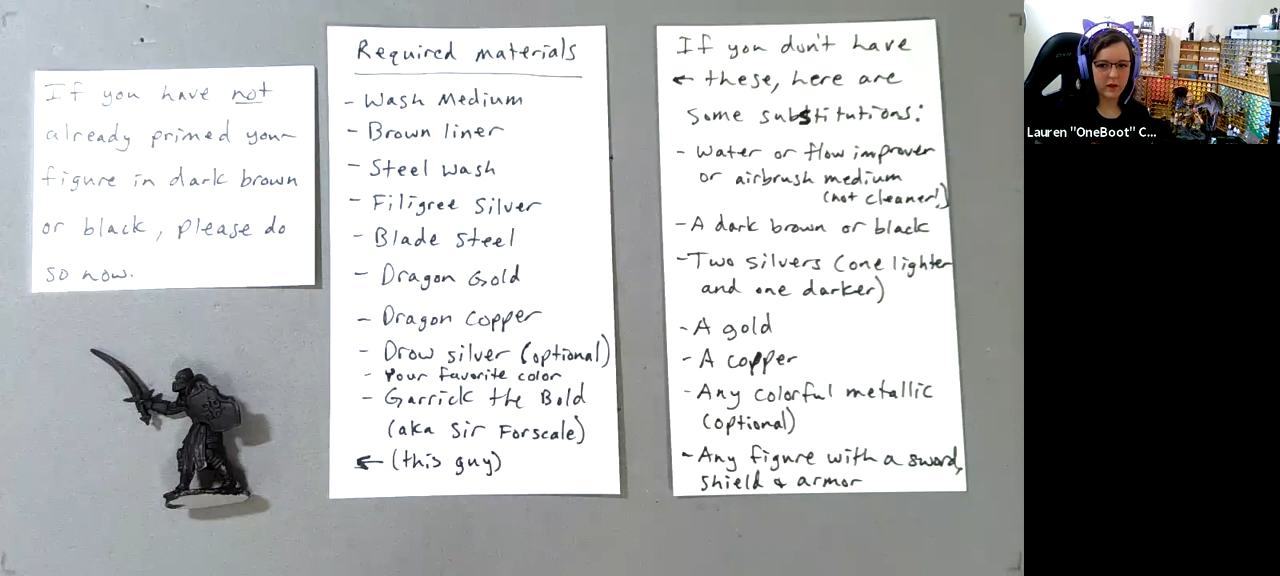 If you have not
already primed your
figure in dark brown
or black, please do
so now.
Required materials
- Wash Medium
- Brown liner
- Steel wash
- Filigree Silver
- Blade Steel
- Dragon Gold
- Dragon Copper
- Drow silver (optional)
- Your favorite color
- Garrick the Bold
(aka Sir Forscale)
← (this guy)
If you don't have
← these, here are
some substitutions:
- Water or flow improver
or airbrush medium
(not cleaner!)
- A dark brown or black
- Two silvers (one lighter
and one darker)
- A gold
- A copper
- Any colorful metallic
(optional)
- Any figure with a sword,
shield & armor
Lauren "OneBoot" C...